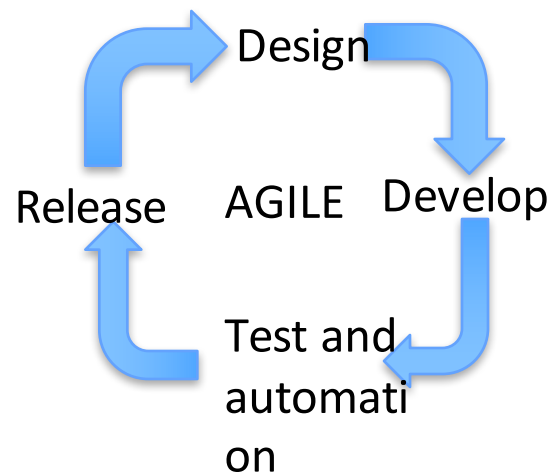 Design
Release
AGILE
Develop
Test and
automati
on